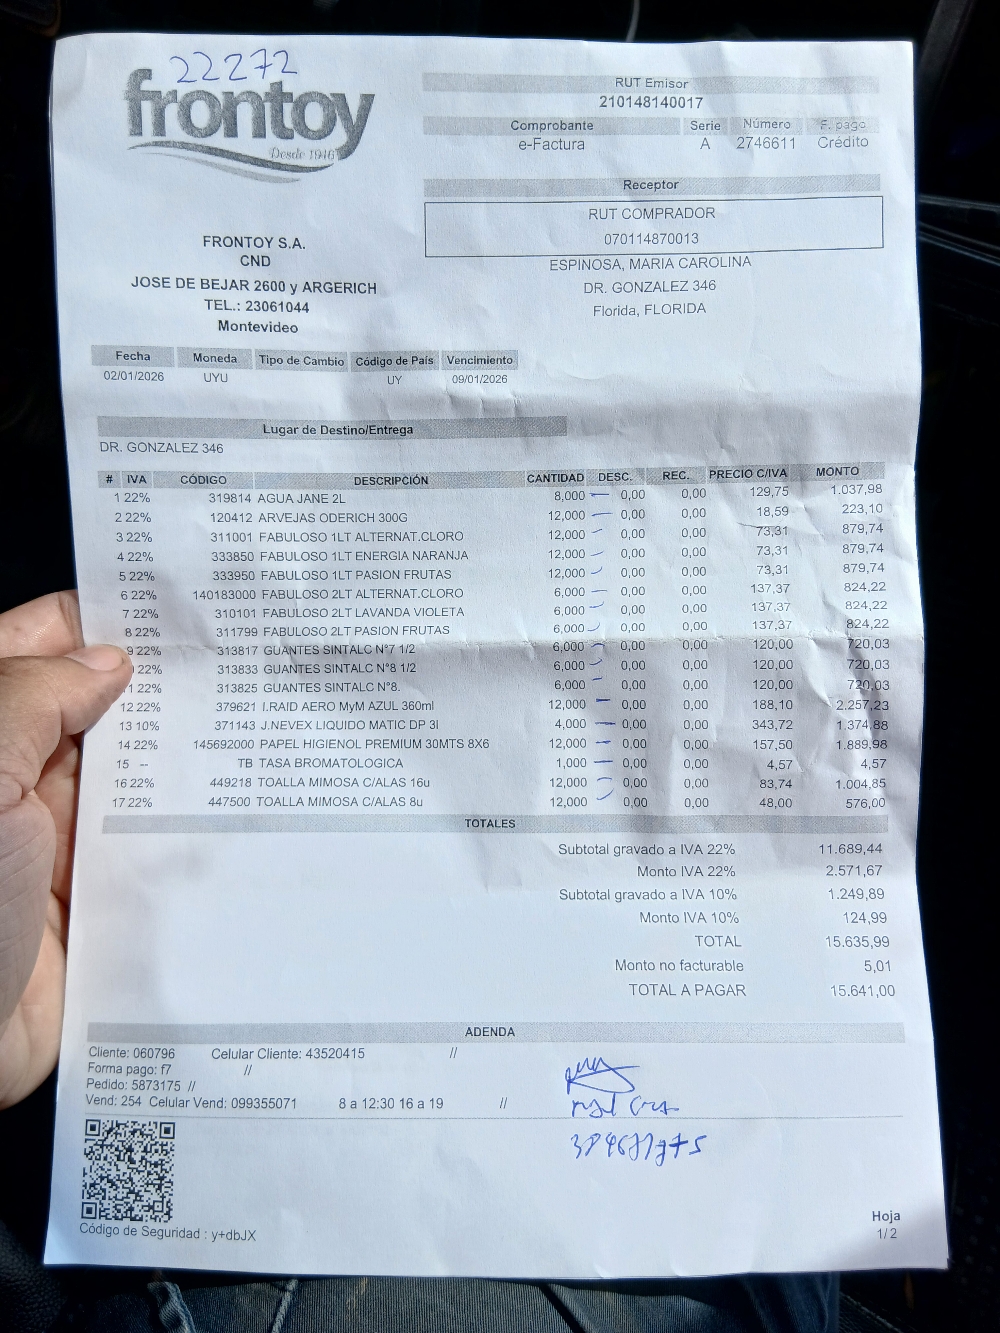 22272
frontoy
Desde 1946
RUT Emisor
210148140017
Comprobante Serie Número F. pago
e-Factura A 2746611 Crédito
Receptor
RUT COMPRADOR
070114870013
ESPINOSA, MARIA CAROLINA
DR. GONZALEZ 346
Florida, FLORIDA
FRONTOY S.A.
CND
JOSE DE BEJAR 2600 y ARGERICH
TEL.: 23061044
Montevideo
Fecha Moneda Tipo de Cambio Código de País Vencimiento
02/01/2026 UYU UY 09/01/2026
Lugar de Destino/Entrega
DR. GONZALEZ 346
# IVA CÓDIGO DESCRIPCIÓN CANTIDAD DESC. REC. PRECIO C/IVA MONTO
1 22% 319814 AGUA JANE 2L 8,000 0,00 0,00 129,75 1.037,98
2 22% 120412 ARVEJAS ODERICH 300G 12,000 0,00 0,00 18,59 223,10
3 22% 311001 FABULOSO 1LT ALTERNAT.CLORO 12,000 0,00 0,00 73,31 879,74
4 22% 333850 FABULOSO 1LT ENERGIA NARANJA 12,000 0,00 0,00 73,31 879,74
5 22% 333950 FABULOSO 1LT PASION FRUTAS 12,000 0,00 0,00 73,31 879,74
6 22% 140183000 FABULOSO 2LT ALTERNAT.CLORO 6,000 0,00 0,00 137,37 824,22
7 22% 310101 FABULOSO 2LT LAVANDA VIOLETA 6,000 0,00 0,00 137,37 824,22
8 22% 311799 FABULOSO 2LT PASION FRUTAS 6,000 0,00 0,00 137,37 824,22
9 22% 313817 GUANTES SINTALC N°7 1/2 6,000 0,00 0,00 120,00 720,03
22% 313833 GUANTES SINTALC N°8 1/2 6,000 0,00 0,00 120,00 720,03
1 22% 313825 GUANTES SINTALC N°8. 6,000 0,00 0,00 120,00 720,03
12 22% 379621 I.RAID AERO MyM AZUL 360ml 12,000 0,00 0,00 188,10 2.257,23
13 10% 371143 J.NEVEX LIQUIDO MATIC DP 3l 4,000 0,00 0,00 343,72 1.374,88
14 22% 145692000 PAPEL HIGIENOL PREMIUM 30MTS 8X6 12,000 0,00 0,00 157,50 1.889,98
15 -- TB TASA BROMATOLOGICA 1,000 0,00 0,00 4,57 4,57
16 22% 449218 TOALLA MIMOSA C/ALAS 16u 12,000 0,00 0,00 83,74 1.004,85
17 22% 447500 TOALLA MIMOSA C/ALAS 8u 12,000 0,00 0,00 48,00 576,00
TOTALES
Subtotal gravado a IVA 22% 11.689,44
Monto IVA 22% 2.571,67
Subtotal gravado a IVA 10% 1.249,89
Monto IVA 10% 124,99
TOTAL 15.635,99
Monto no facturable 5,01
TOTAL A PAGAR 15.641,00
ADENDA
Cliente: 060796 Celular Cliente: 43520415 //
Forma pago: f7 //
Pedido: 5873175 //
Vend: 254 Celular Vend: 099355071 8 a 12:30 16 a 19 //
Código de Seguridad : y+dbJX
Hoja
1/2